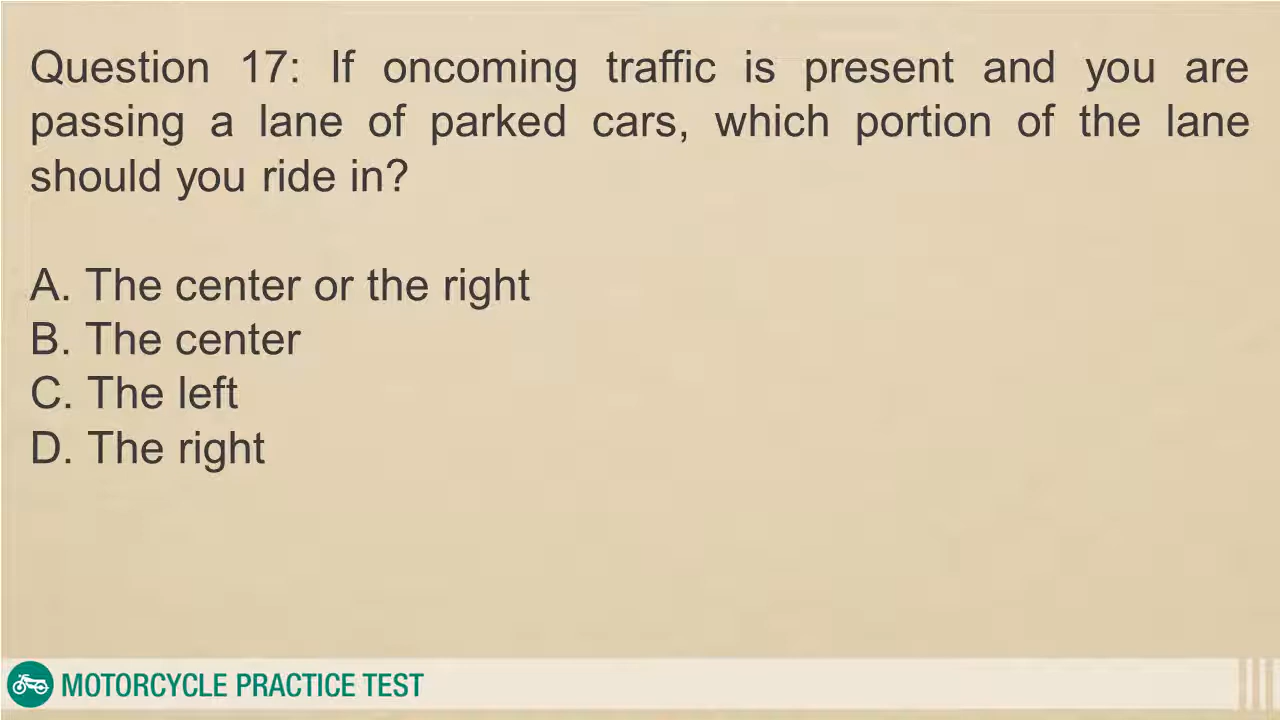 Question 17: If oncoming traffic is present and you are
passing a lane of parked cars, which portion of the lane
should you ride in?
A. The center or the right
B. The center
C. The left
D. The right
MOTORCYCLE PRACTICE TEST